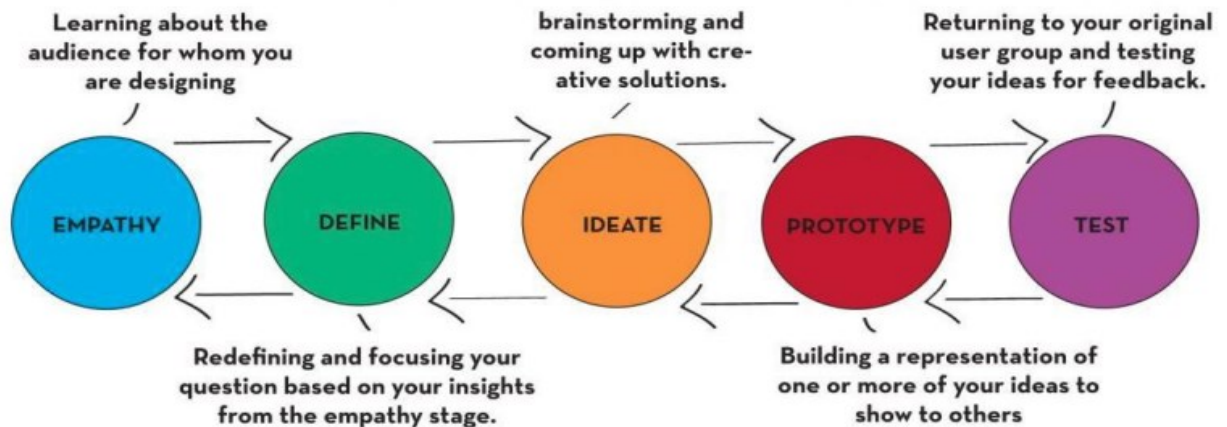 Learning about the
audience for whom you
are designing
brainstorming and
coming up with cre-
ative solutions.
Returning to your original
user group and testing
your ideas for feedback.
EMPATHY
DEFINE
IDEATE
PROTOTYPE
TEST
Redefining and focusing your
question based on your insights
from the empathy stage.
Building a representation of
one or more of your ideas to
show to others